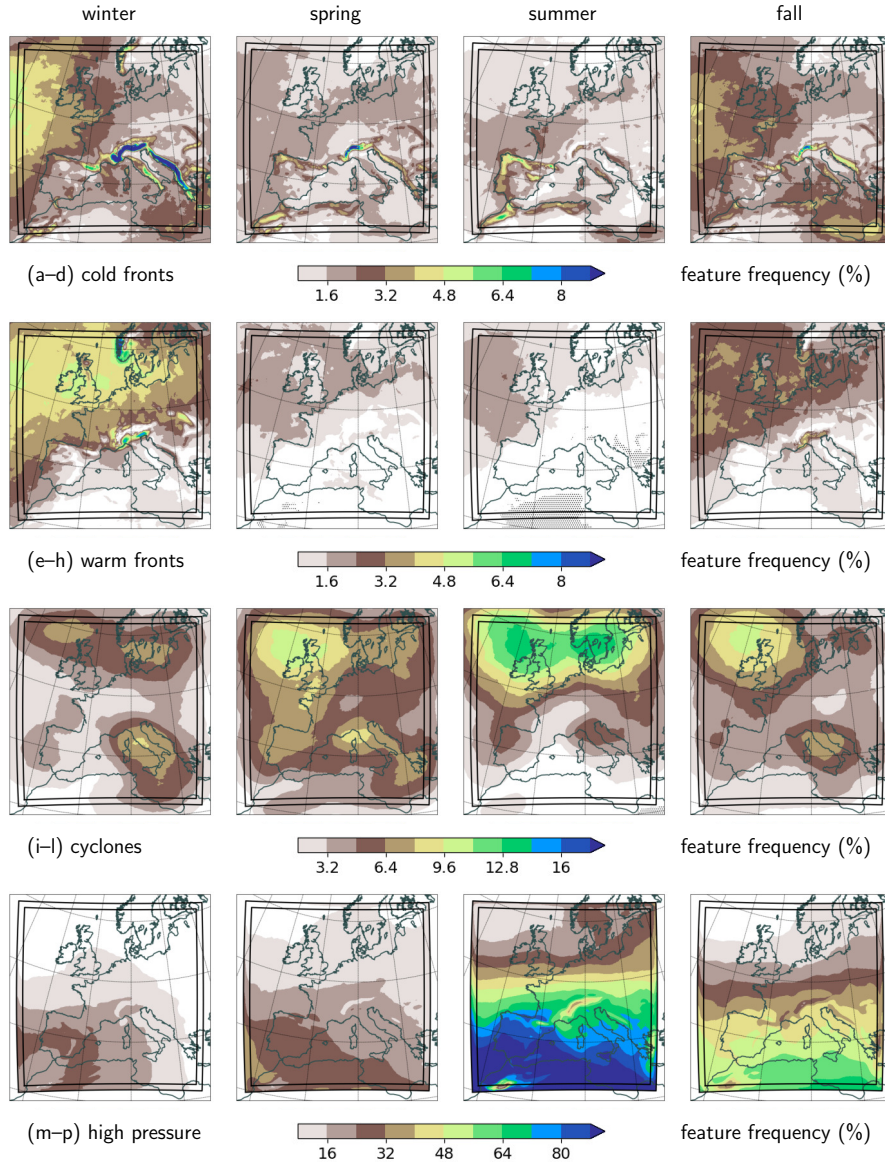 winter spring summer fall
(a–d) cold fronts feature frequency (%)
1.6 3.2 4.8 6.4 8
(e–h) warm fronts feature frequency (%)
1.6 3.2 4.8 6.4 8
(i–l) cyclones feature frequency (%)
3.2 6.4 9.6 12.8 16
(m–p) high pressure feature frequency (%)
16 32 48 64 80